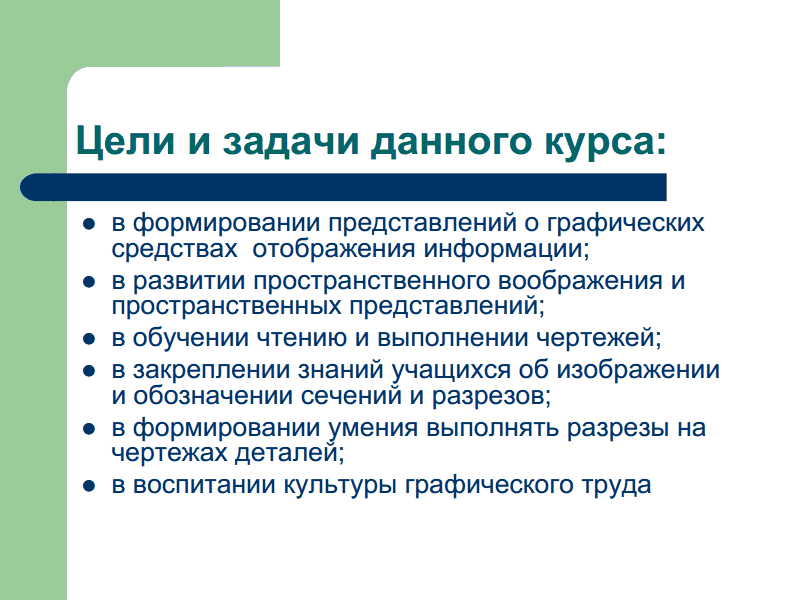 Цели и задачи данного курса:
в формировании представлений о графических
средствах  отображения информации;
в развитии пространственного воображения и
пространственных представлений;
в обучении чтению и выполнении чертежей;
в закреплении знаний учащихся об изображении
и обозначении сечений и разрезов;
в формировании умения выполнять разрезы на
чертежах деталей;
в воспитании культуры графического труда